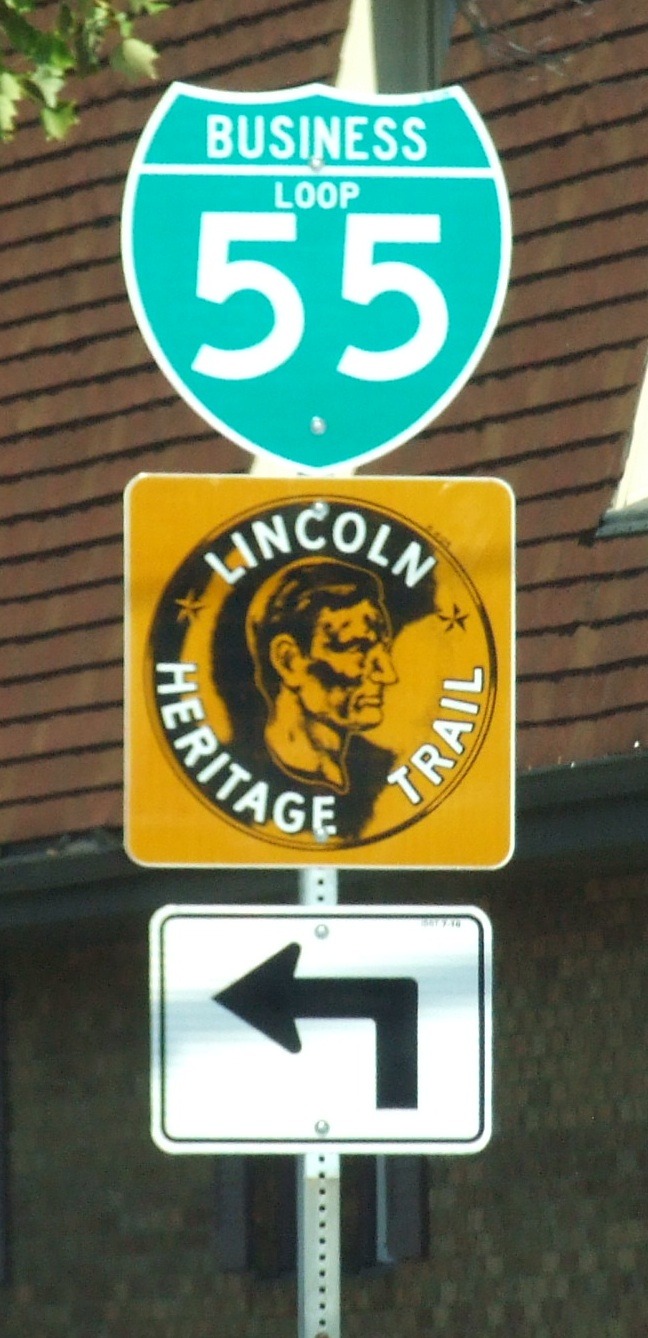 BUSINESS
LOOP
55
LINCOLN
HERITAGE TRAIL